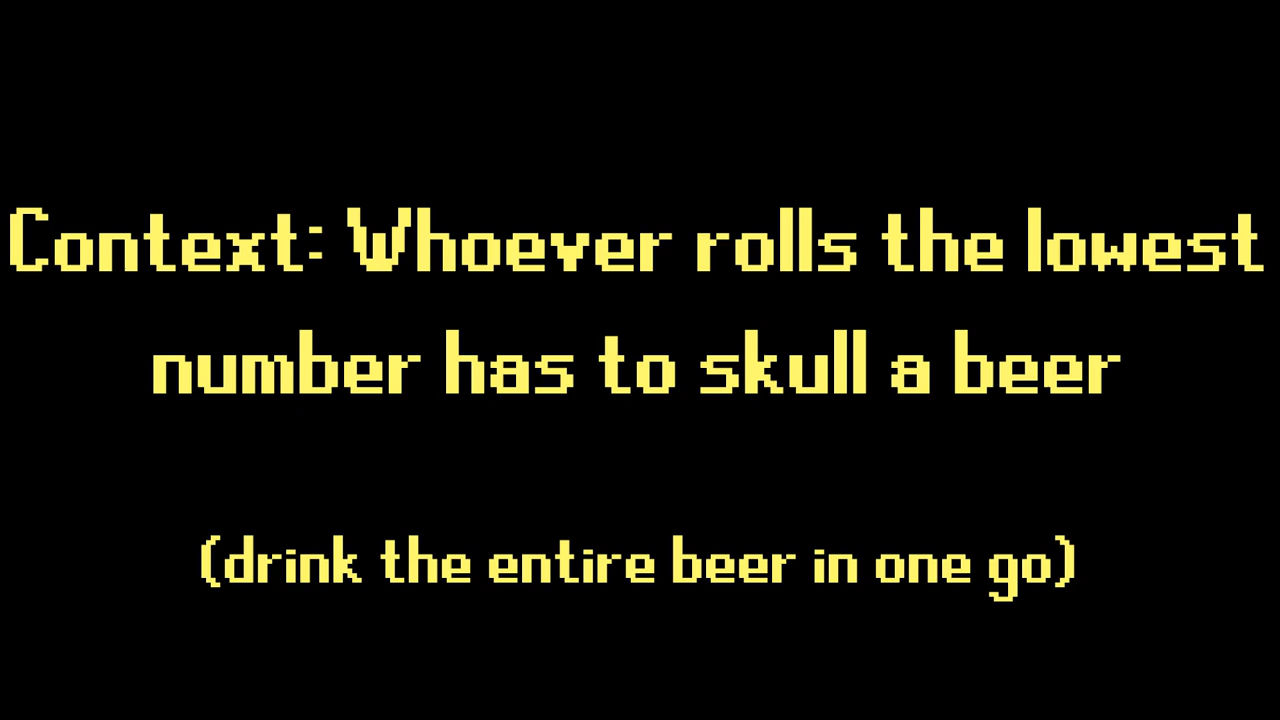 Context: Whoever rolls the lowest
number has to skull a beer
(drink the entire beer in one go)